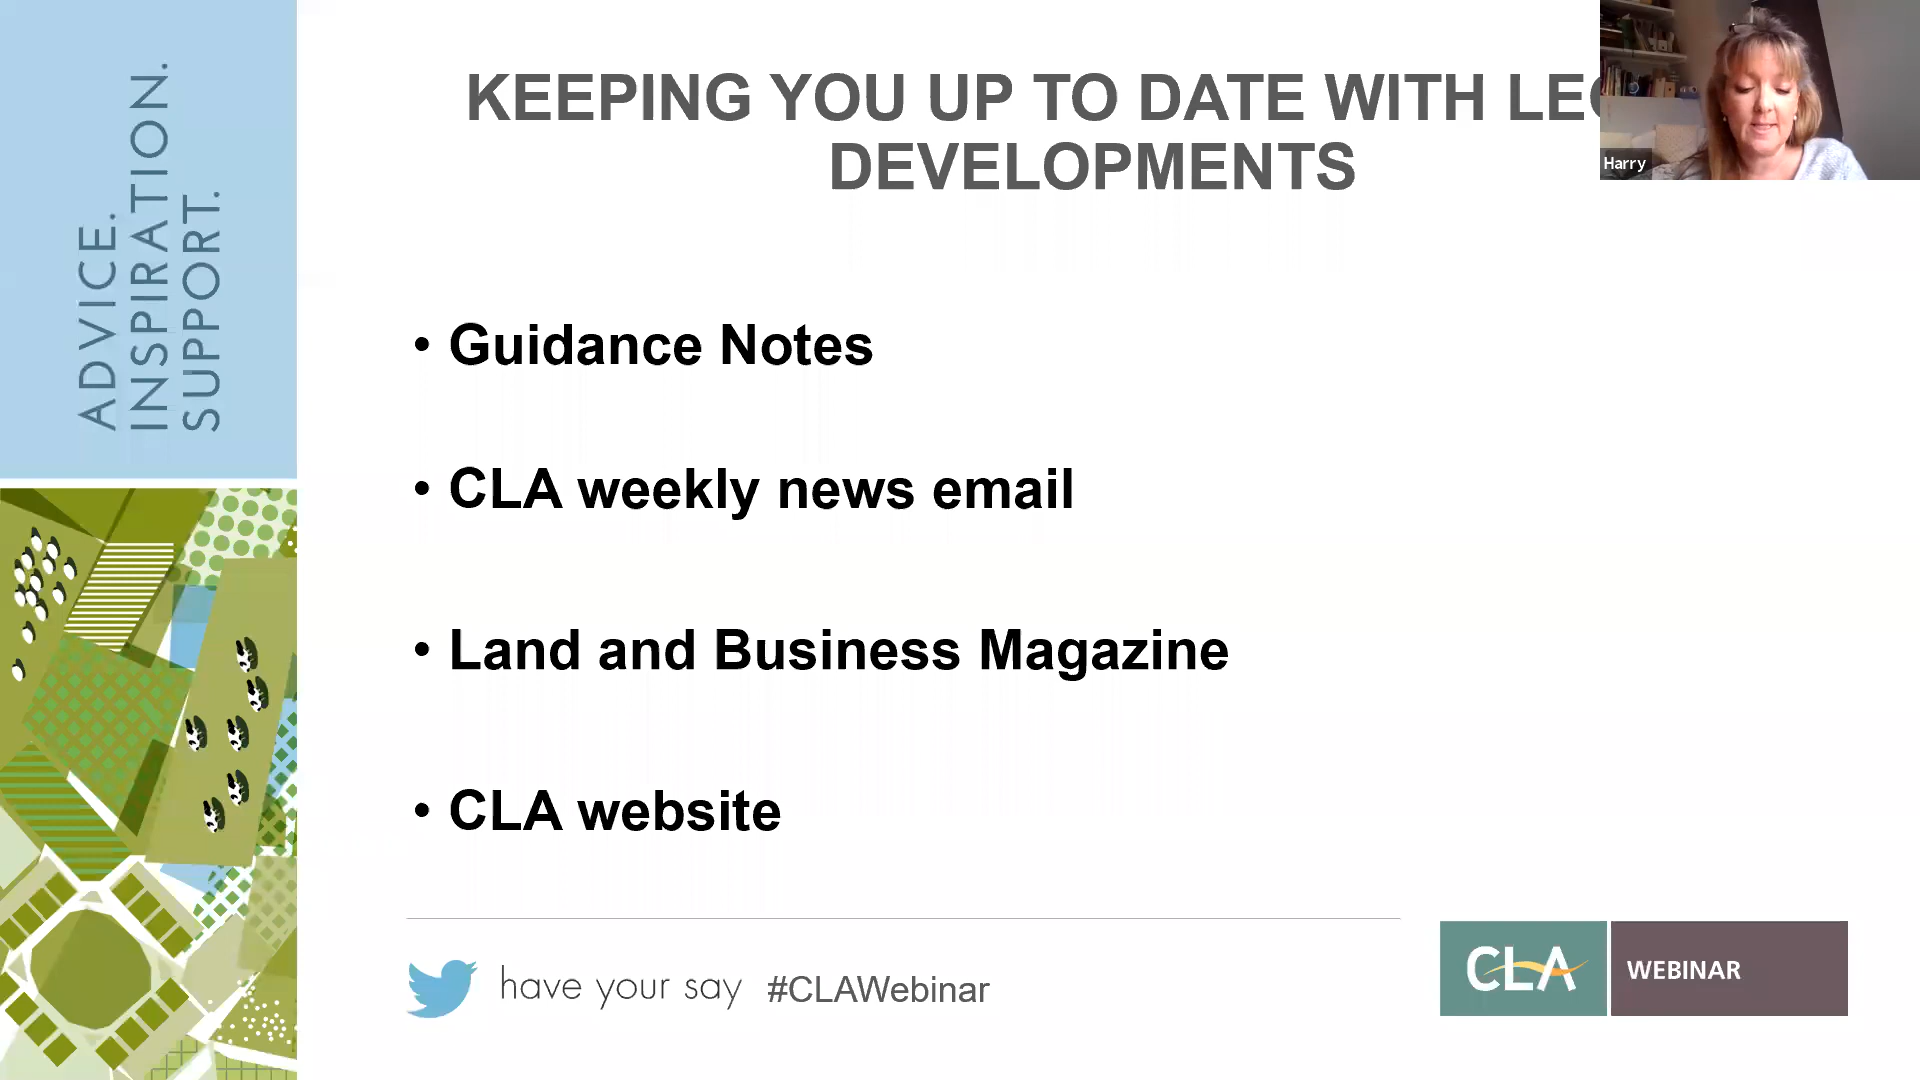 ADVICE.
INSPIRATION.
SUPPORT.
KEEPING YOU UP TO DATE WITH
DEVELOPMENTS
Harry
• Guidance Notes
• CLA weekly news email
• Land and Business Magazine
• CLA website
have your say #CLAWebinar
CLA WEBINAR